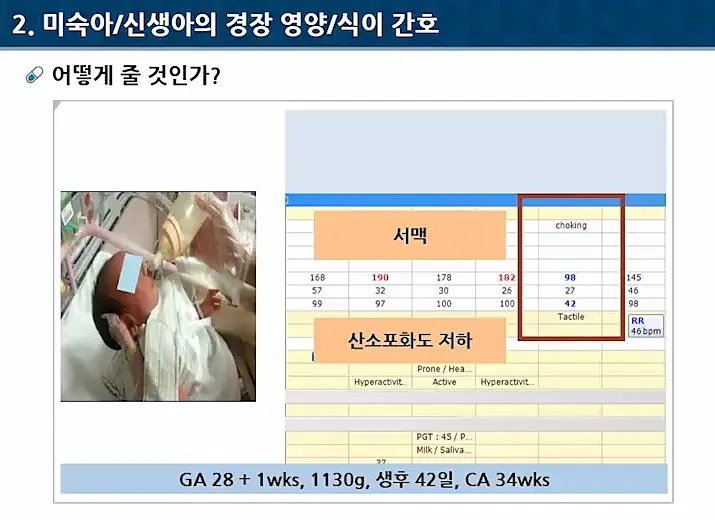 2. 미숙아/신생아의 경장 영양/식이 간호
어떻게 줄 것인가?
choking
서맥
168 190 178 182 98 145
57 32 30 26 27 46
99 97 100 100 42 98
Tactile
RR
46 bpm
산소포화도 저하
Prone / Hea...
Hyperactivit... Active Hyperactivit...
PGT : 45 / P...
Milk / Saliva...
GA 28 + 1wks, 1130g, 생후 42일, CA 34wks